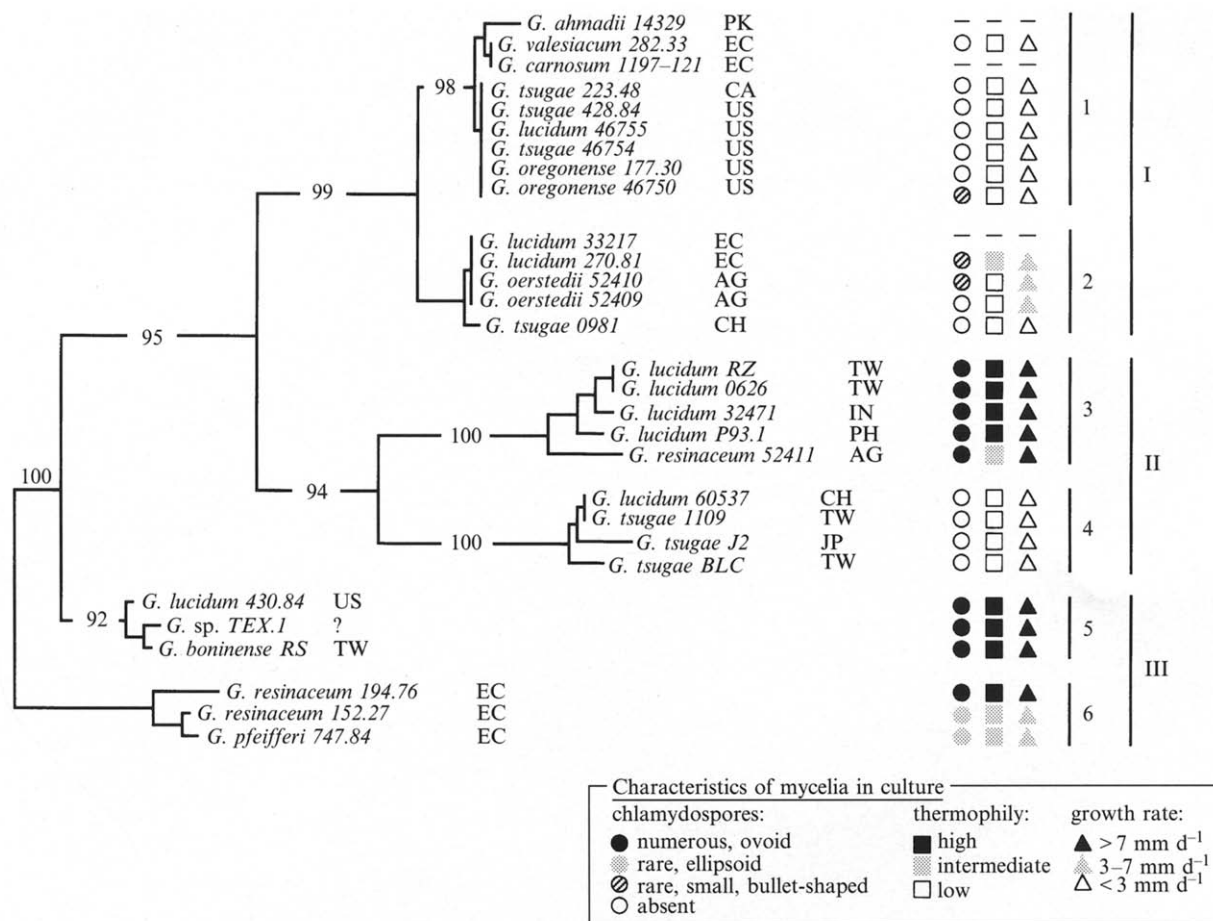 G. ahmadii 14329 PK – – –
G. valesiacum 282.33 EC
G. carnosum 1197–121 EC – – –
98
G. tsugae 223.48 CA
G. tsugae 428.84 US
1
G. lucidum 46755 US
G. tsugae 46754 US
G. oregonense 177.30 US
I
G. oregonense 46750 US
99
G. lucidum 33217 EC – – –
G. lucidum 270.81 EC
G. oerstedii 52410 AG
2
G. oerstedii 52409 AG
G. tsugae 0981 CH
95
G. lucidum RZ TW
G. lucidum 0626 TW
G. lucidum 32471 IN
3
G. lucidum P93.1 PH
100
G. resinaceum 52411 AG
II
100
94
G. lucidum 60537 CH
G. tsugae 1109 TW
4
G. tsugae J2 JP
100
G. tsugae BLC TW
G. lucidum 430.84 US
92
G. sp. TEX.1 ?
5
G. boninense RS TW
III
G. resinaceum 194.76 EC
G. resinaceum 152.27 EC
6
G. pfeifferi 747.84 EC
Characteristics of mycelia in culture
chlamydospores: thermophily: growth rate:
numerous, ovoid high > 7 mm d⁻¹
rare, ellipsoid intermediate 3–7 mm d⁻¹
rare, small, bullet-shaped low < 3 mm d⁻¹
absent